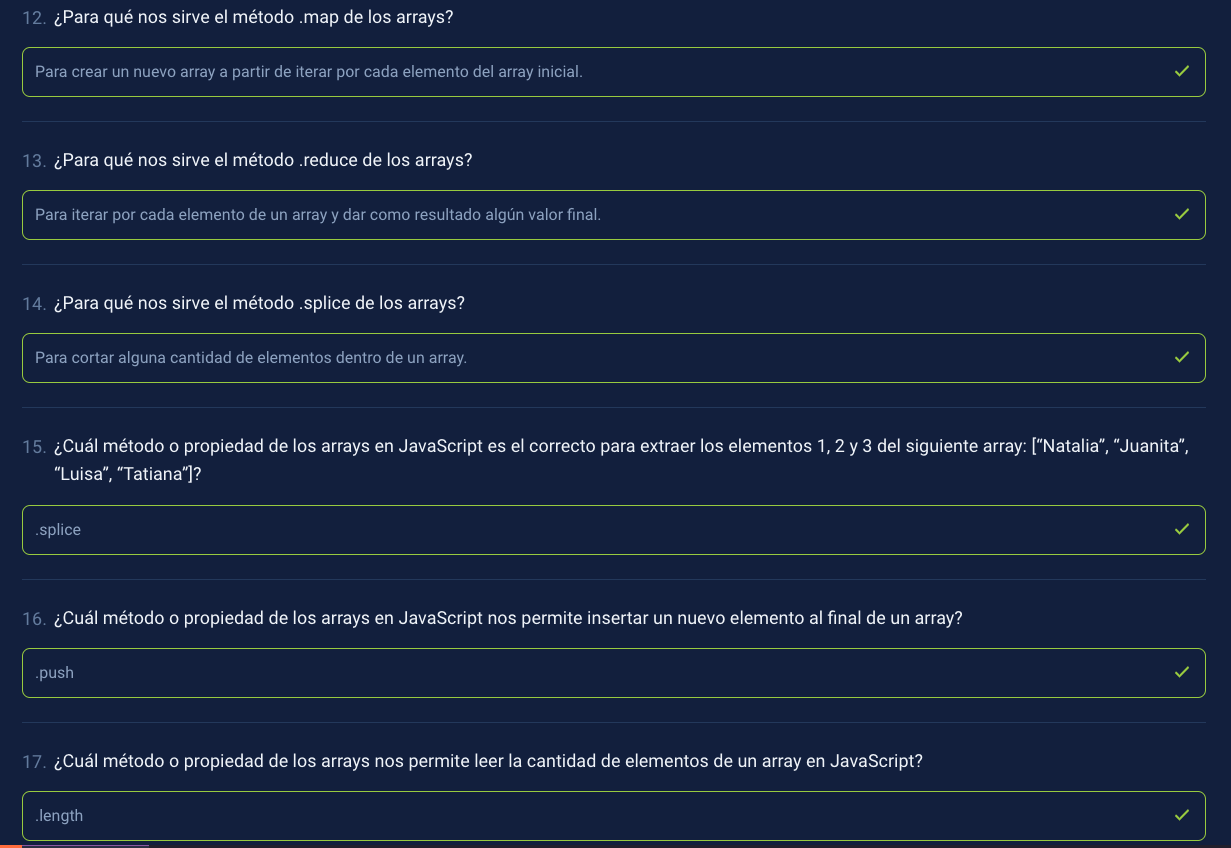 12. ¿Para qué nos sirve el método .map de los arrays?
Para crear un nuevo array a partir de iterar por cada elemento del array inicial.
13. ¿Para qué nos sirve el método .reduce de los arrays?
Para iterar por cada elemento de un array y dar como resultado algún valor final.
14. ¿Para qué nos sirve el método .splice de los arrays?
Para cortar alguna cantidad de elementos dentro de un array.
15. ¿Cuál método o propiedad de los arrays en JavaScript es el correcto para extraer los elementos 1, 2 y 3 del siguiente array: [“Natalia”, “Juanita”,
“Luisa”, “Tatiana”]?
.splice
16. ¿Cuál método o propiedad de los arrays en JavaScript nos permite insertar un nuevo elemento al final de un array?
.push
17. ¿Cuál método o propiedad de los arrays nos permite leer la cantidad de elementos de un array en JavaScript?
.length